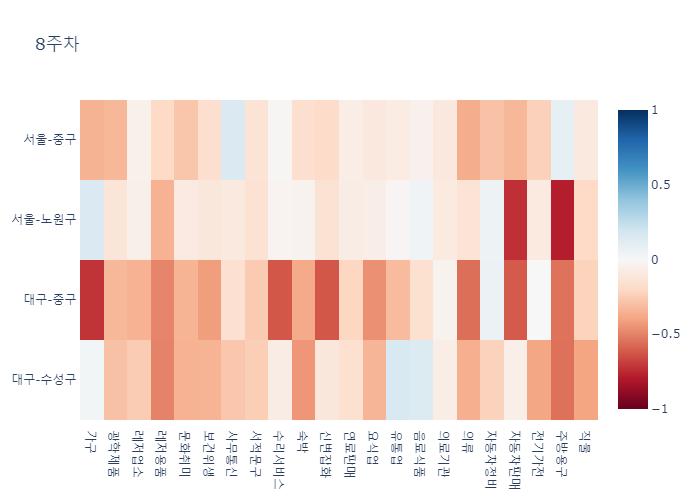 8주차
서울-중구
서울-노원구
대구-중구
대구-수성구
가구
광학제품
레저업소
레저용품
문화취미
보건위생
사무통신
서적문구
수리서비스
숙박
신변잡화
연료판매
요식업
유통업
음료식품
의료기관
의류
자동차정비
자동차판매
전기가전
주방용구
직물
1
0.5
0
−0.5
−1